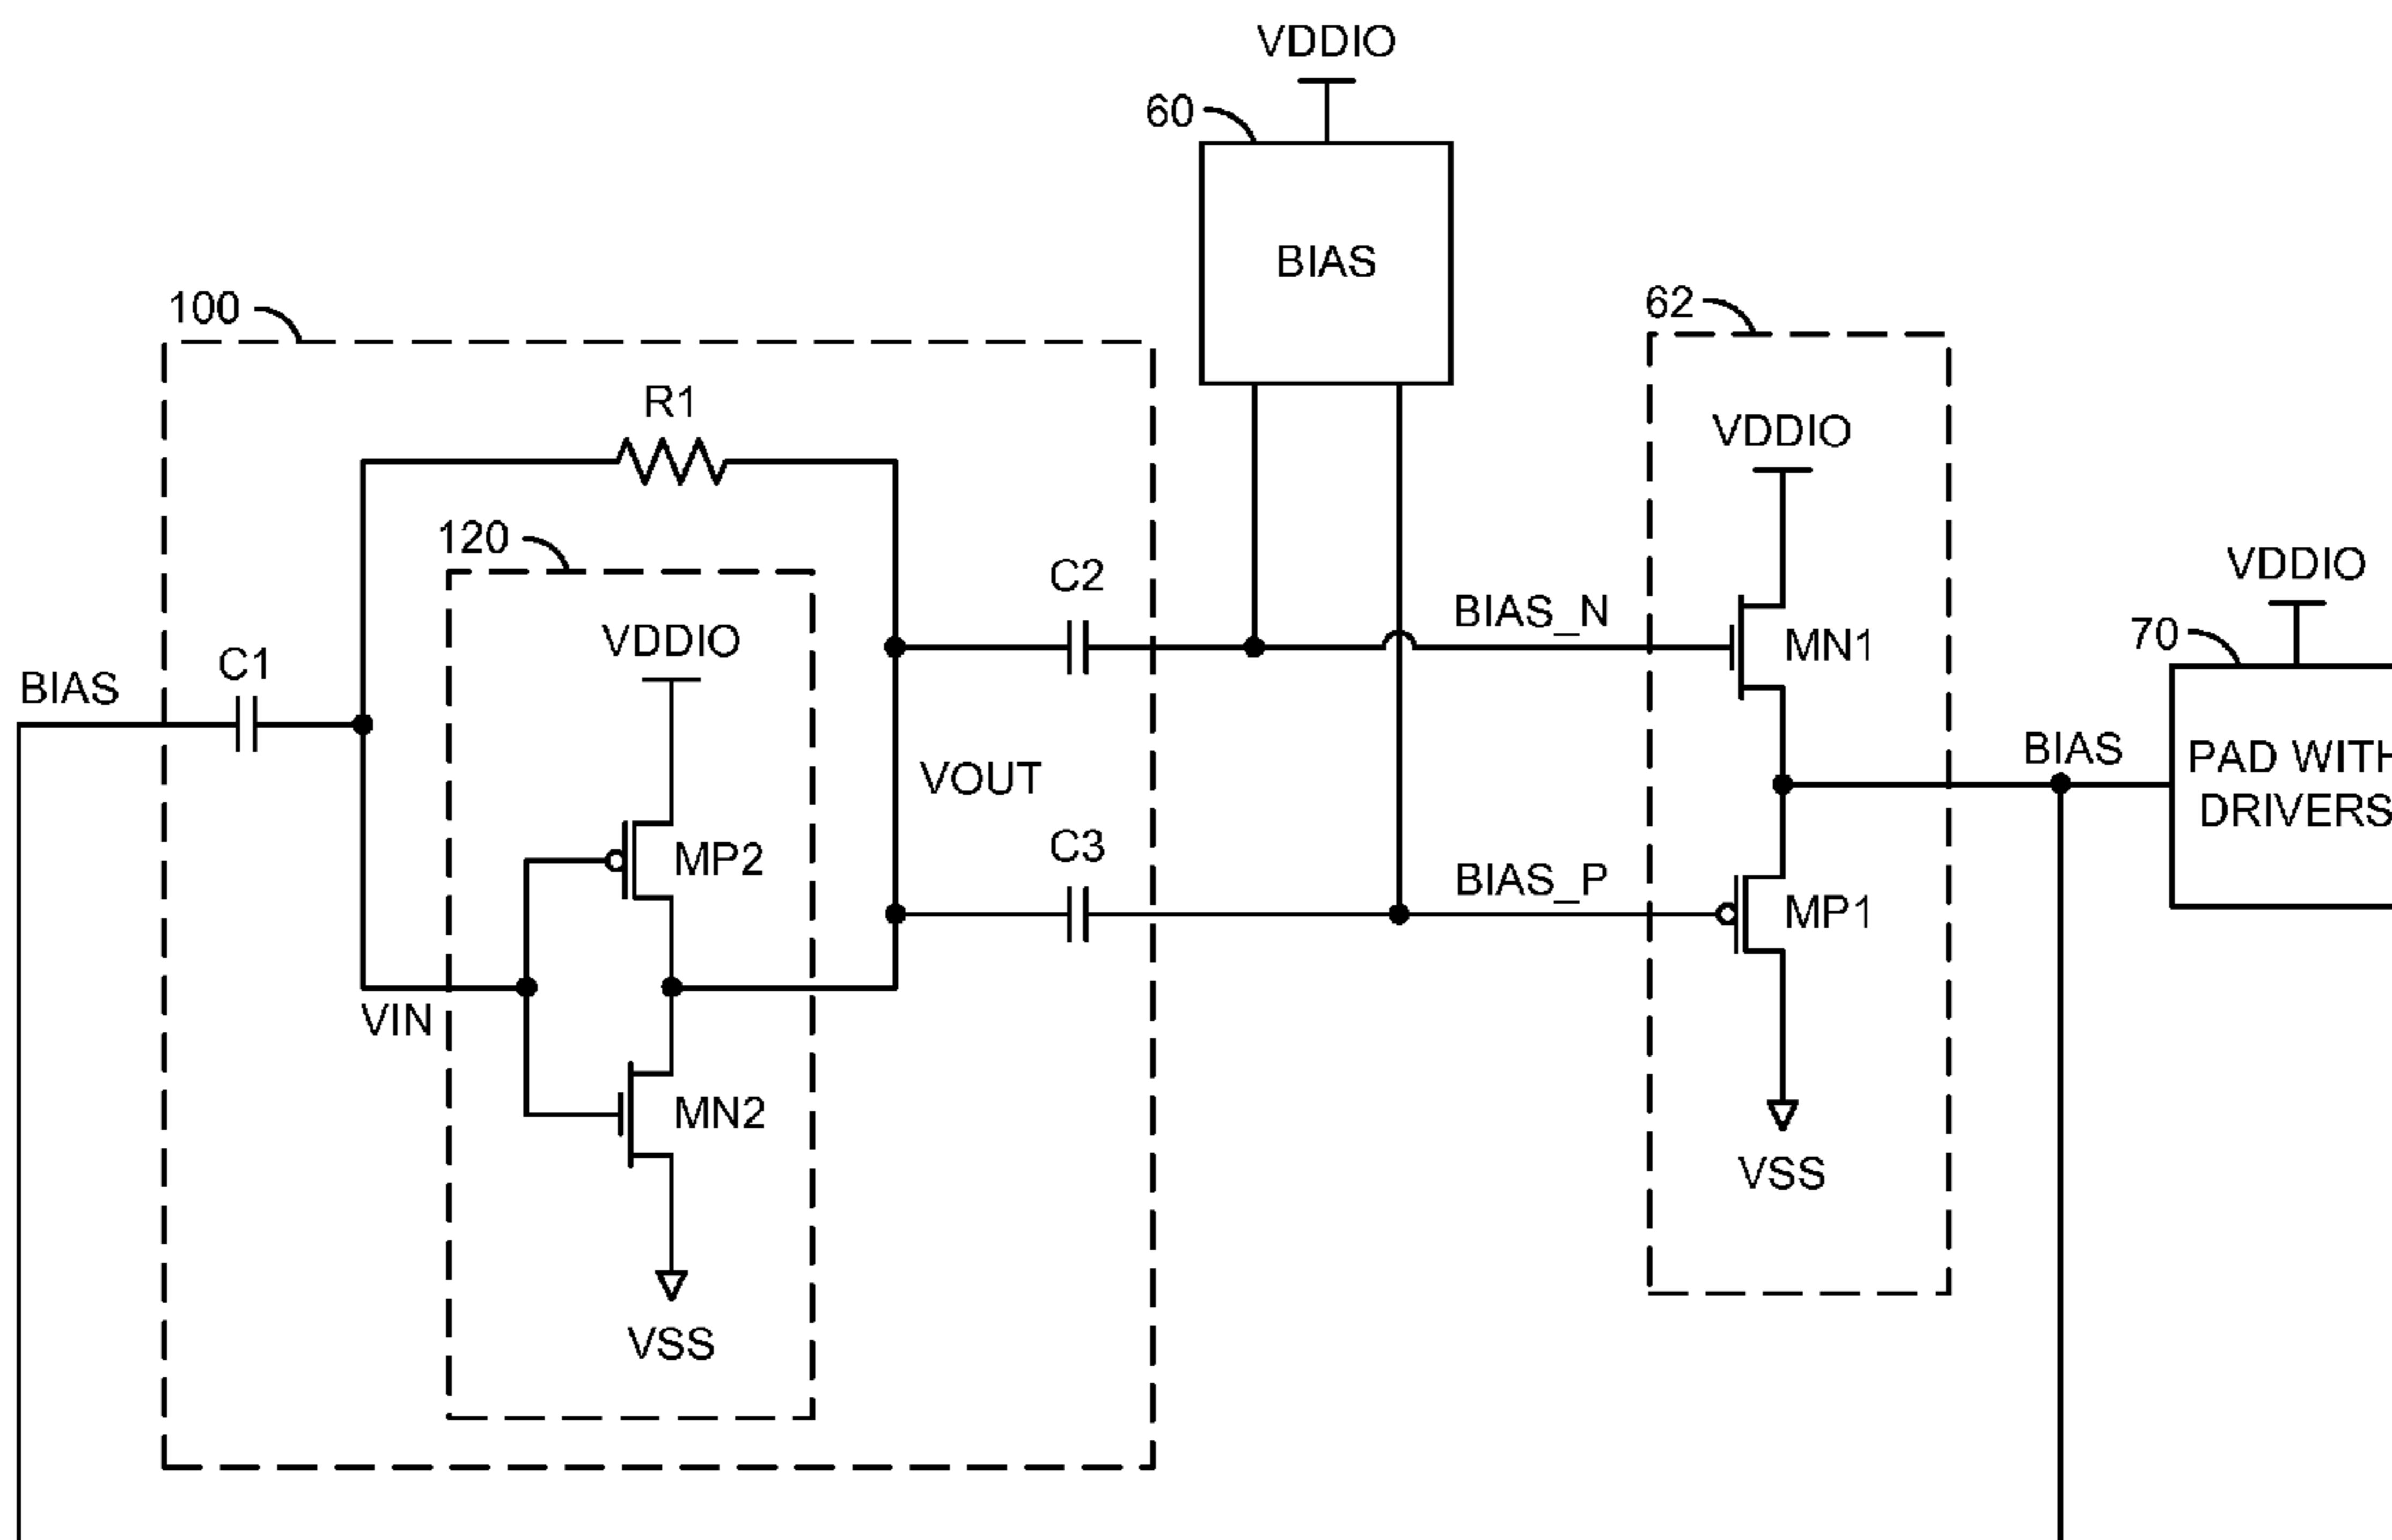 VDDIO
60
BIAS
100
62
R1
VDDIO
120
C2
VDDIO
BIAS_N
VDDIO
70
MN1
C1
BIAS
VOUT
BIAS
PAD WITH
DRIVERS
MP2
C3
BIAS_P
MP1
VIN
MN2
VSS
VSS